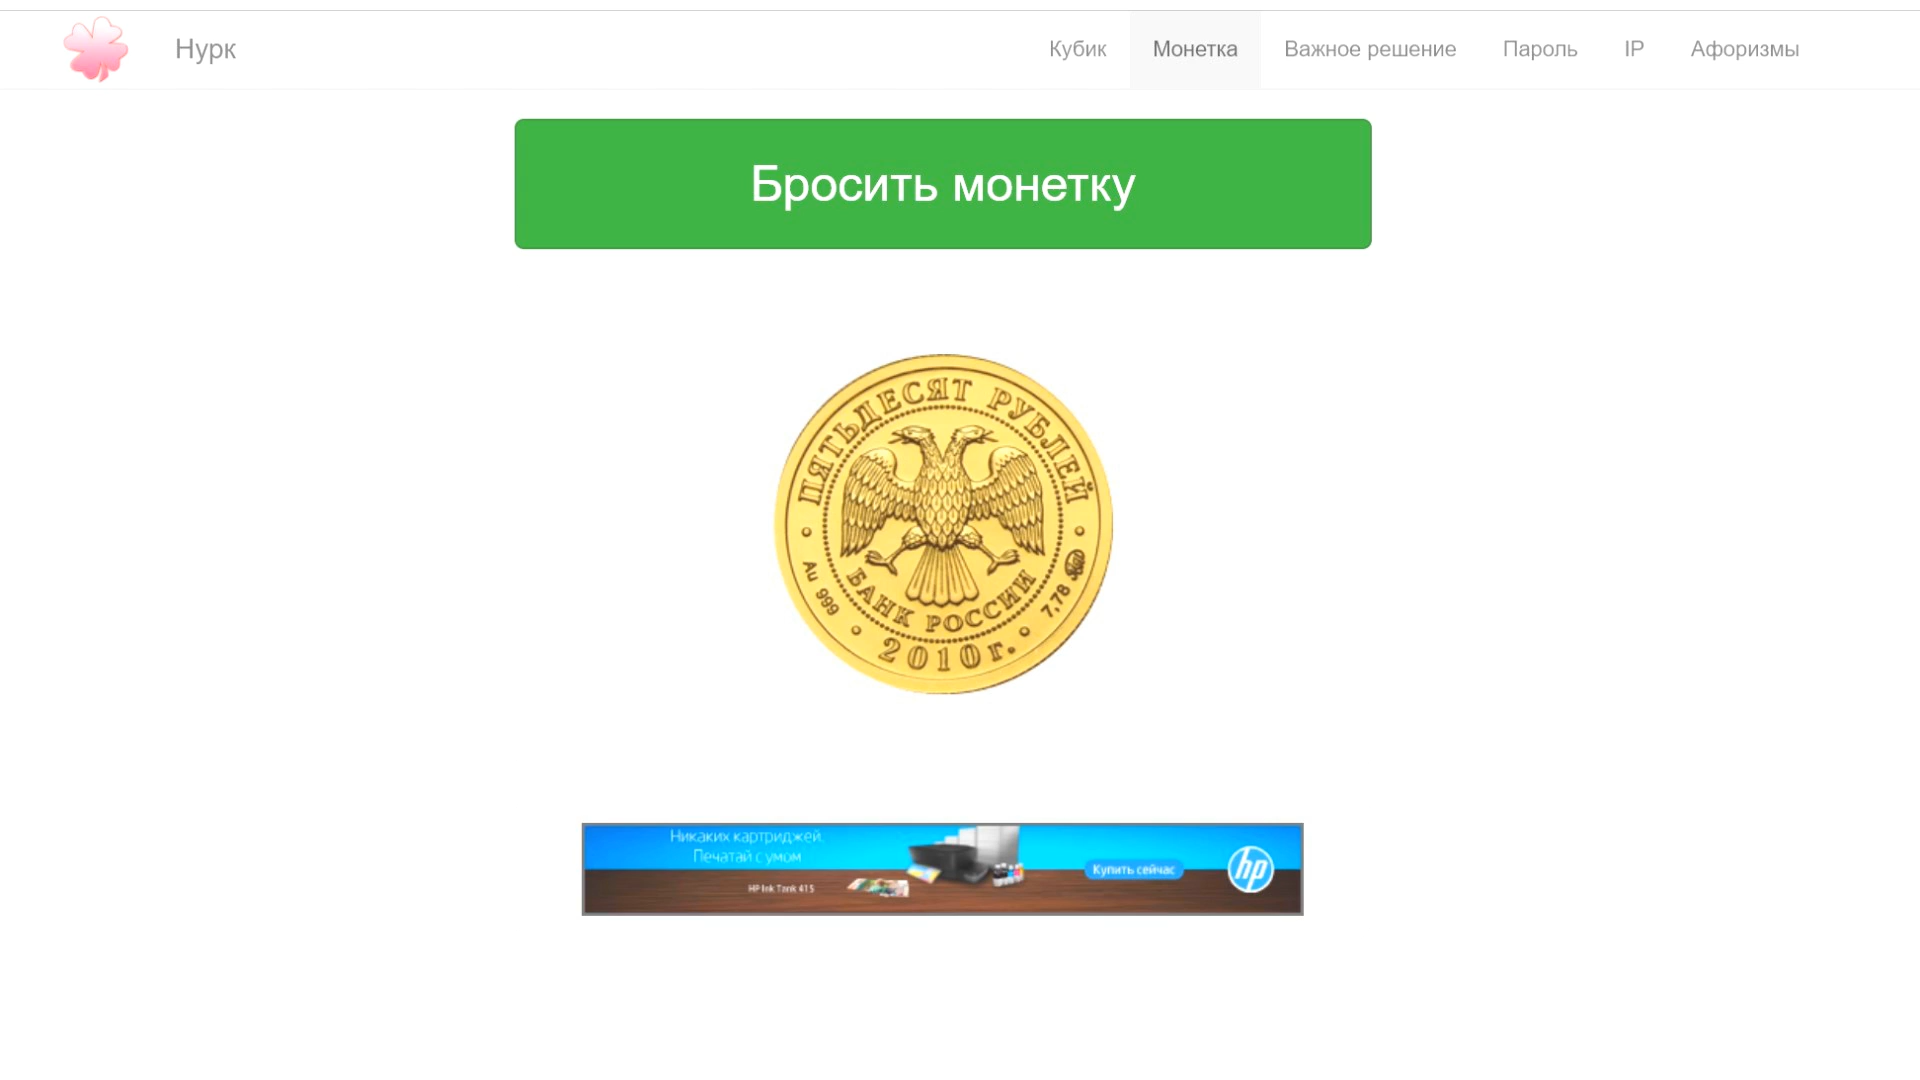 Нурк
Кубик
Монетка
Важное решение
Пароль
IP
Афоризмы
Бросить монетку
ПЯТЬДЕСЯТ РУБЛЕЙ
БАНК РОССИИ
Au 999
2010 г.
7,78
Никаких картриджей.
Печатай с умом
HP Ink Tank 415
Купить сейчас
hp